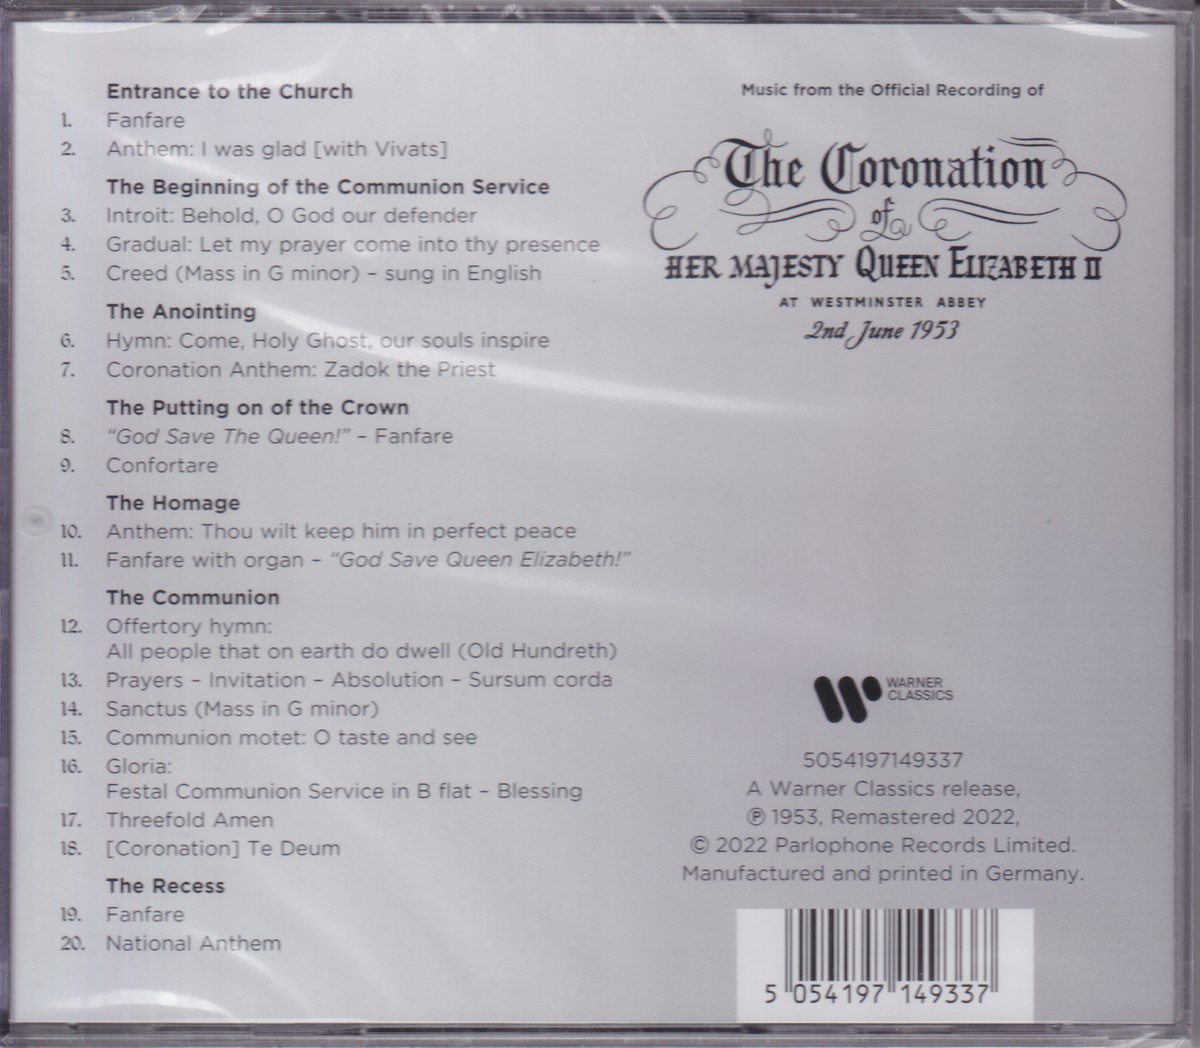 Entrance to the Church
1. Fanfare
2. Anthem: I was glad [with Vivats]
The Beginning of the Communion Service
3. Introit: Behold, O God our defender
4. Gradual: Let my prayer come into thy presence
5. Creed (Mass in G minor) – sung in English
The Anointing
6. Hymn: Come, Holy Ghost, our souls inspire
7. Coronation Anthem: Zadok the Priest
The Putting on of the Crown
8. “God Save The Queen!” – Fanfare
9. Confortare
The Homage
10. Anthem: Thou wilt keep him in perfect peace
11. Fanfare with organ – “God Save Queen Elizabeth!”
The Communion
12. Offertory hymn:
All people that on earth do dwell (Old Hundreth)
13. Prayers – Invitation – Absolution – Sursum corda
14. Sanctus (Mass in G minor)
15. Communion motet: O taste and see
16. Gloria:
Festal Communion Service in B flat – Blessing
17. Threefold Amen
18. [Coronation] Te Deum
The Recess
19. Fanfare
20. National Anthem
Music from the Official Recording of
The Coronation
of
HER MAJESTY QUEEN ELIZABETH II
AT WESTMINSTER ABBEY
2nd June 1953
WARNER
CLASSICS
5054197149337
A Warner Classics release,
℗ 1953, Remastered 2022,
© 2022 Parlophone Records Limited.
Manufactured and printed in Germany.
5 054197 149337